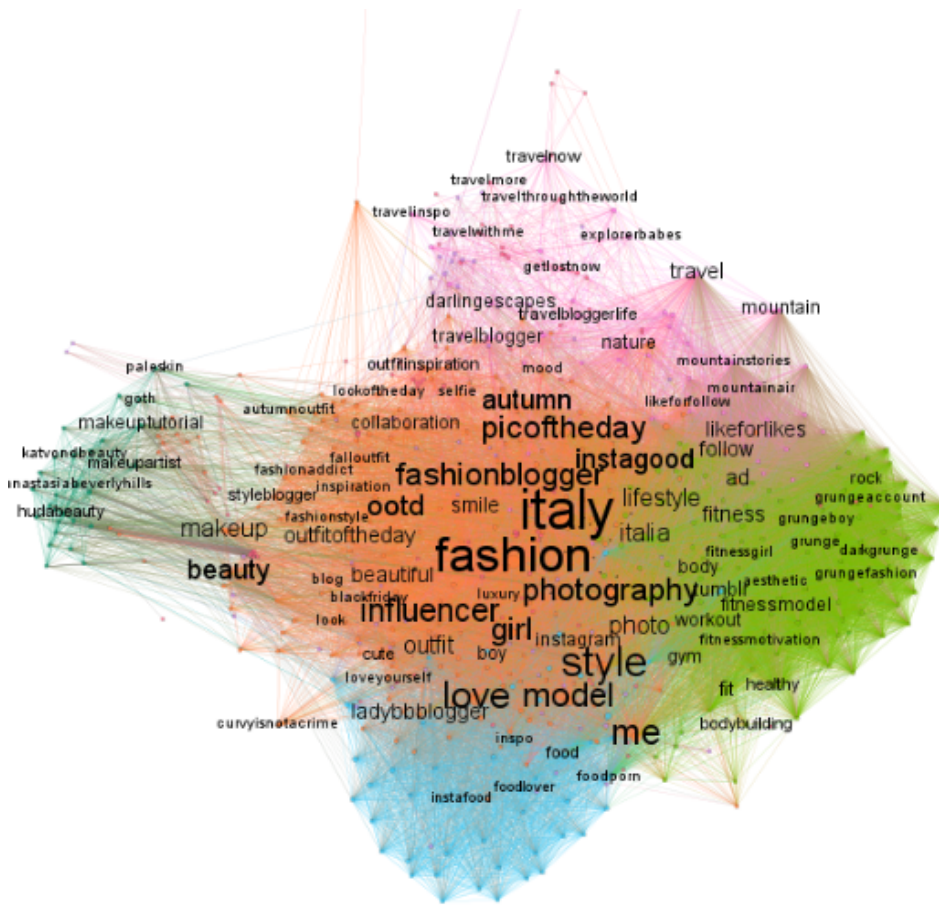 travelnow
travelmore
travelthroughtheworld
travelinspo
travelwithme
explorerbabes
getlostnow
travel
darlingescapes
mountain
travelbloggerlife
travelblogger
nature
outfitinspiration
mood
mountainstories
paleskin
lookoftheday
selfie
mountainair
goth
autumn
likeforfollow
autumnoutfit
makeuptutorial
collaboration
picoftheday
likeforlikes
katvondbeauty
falloutfit
instagood
follow
makeupartist
fashionaddict
fashionblogger
ad
rock
anastasiabeverlyhills
inspiration
styleblogger
lifestyle
grungeaccount
hudabeauty
ootd
smile
italy
fitness
fashionstyle
grungeboy
makeup
outfitoftheday
italia
grunge
fashion
fitnessgirl
darkgrunge
beauty
body
blog
beautiful
aesthetic
grungefashion
blackfriday
luxury
photography
tumblr
fitnessmodel
look
influencer
girl
photo
workout
instagram
fitnessmotivation
cute
outfit
boy
style
gym
loveyourself
love
model
fit
healthy
ladybbblogger
curvyisnotacrime
me
bodybuilding
inspo
food
foodporn
foodlover
instafood